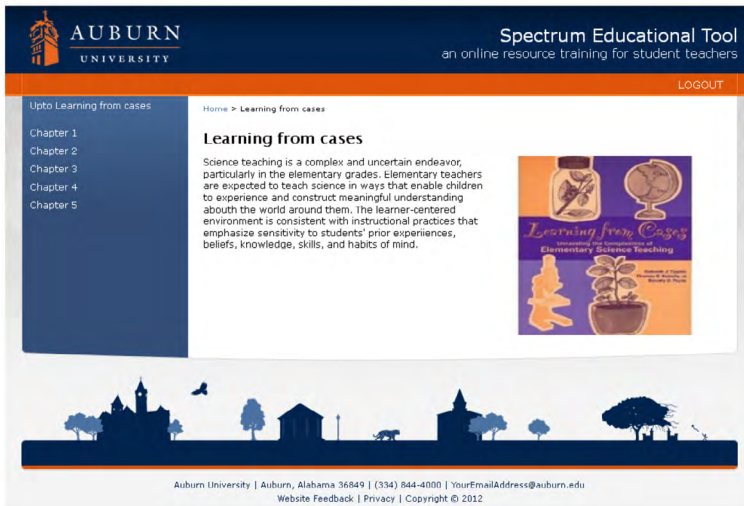 AUBURN
UNIVERSITY
Spectrum Educational Tool
an online resource training for student teachers
LOGOUT
Upto Learning from cases
Chapter 1
Chapter 2
Chapter 3
Chapter 4
Chapter 5
Home > Learning from cases
Learning from cases
Science teaching is a complex and uncertain endeavor,
particularly in the elementary grades. Elementary teachers
are expected to teach science in ways that enable children
to experience and construct meaningful understanding
abouth the world around them. The learner-centered
environment is consistent with instructional practices that
emphasize sensitivity to students' prior experiences,
beliefs, knowledge, skills, and habits of mind.
Learning from Cases
Unraveling the Complexities of
Elementary Science Teaching
Auburn University | Auburn, Alabama 36849 | (334) 844-4000 | YourEmailAddress@auburn.edu
Website Feedback | Privacy | Copyright © 2012